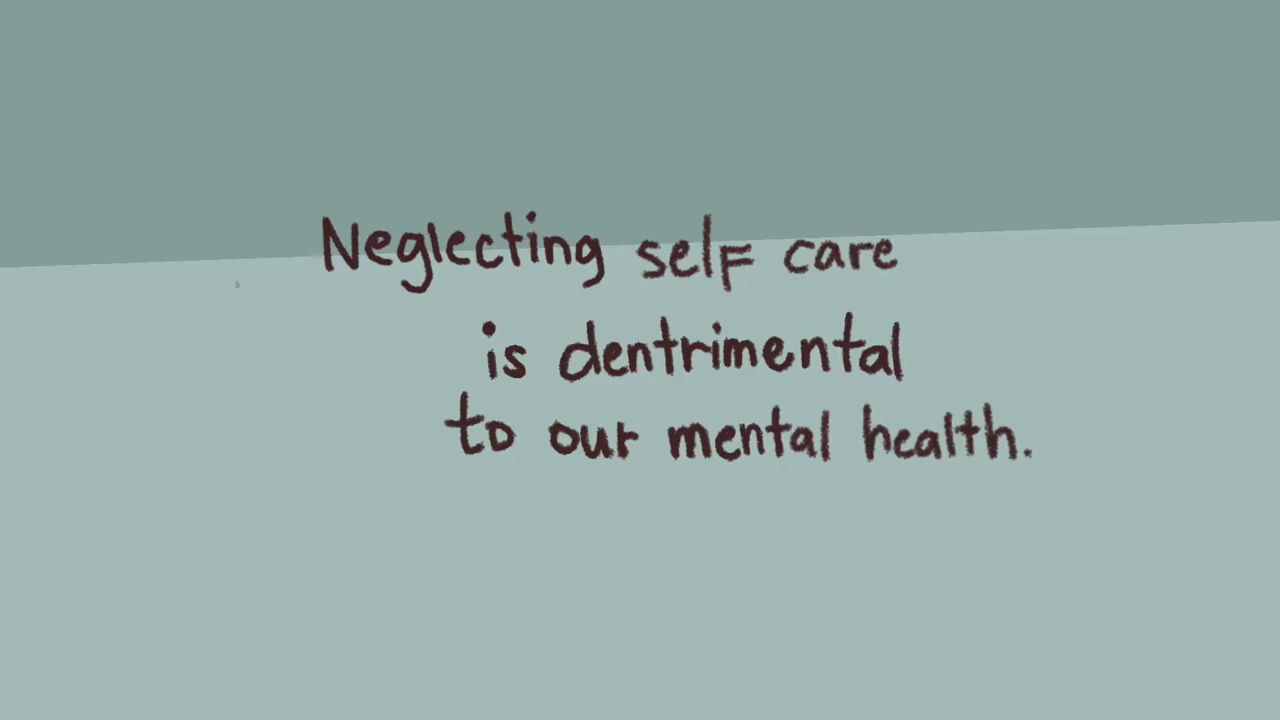 Neglecting self care
is dentrimental
to our mental health.